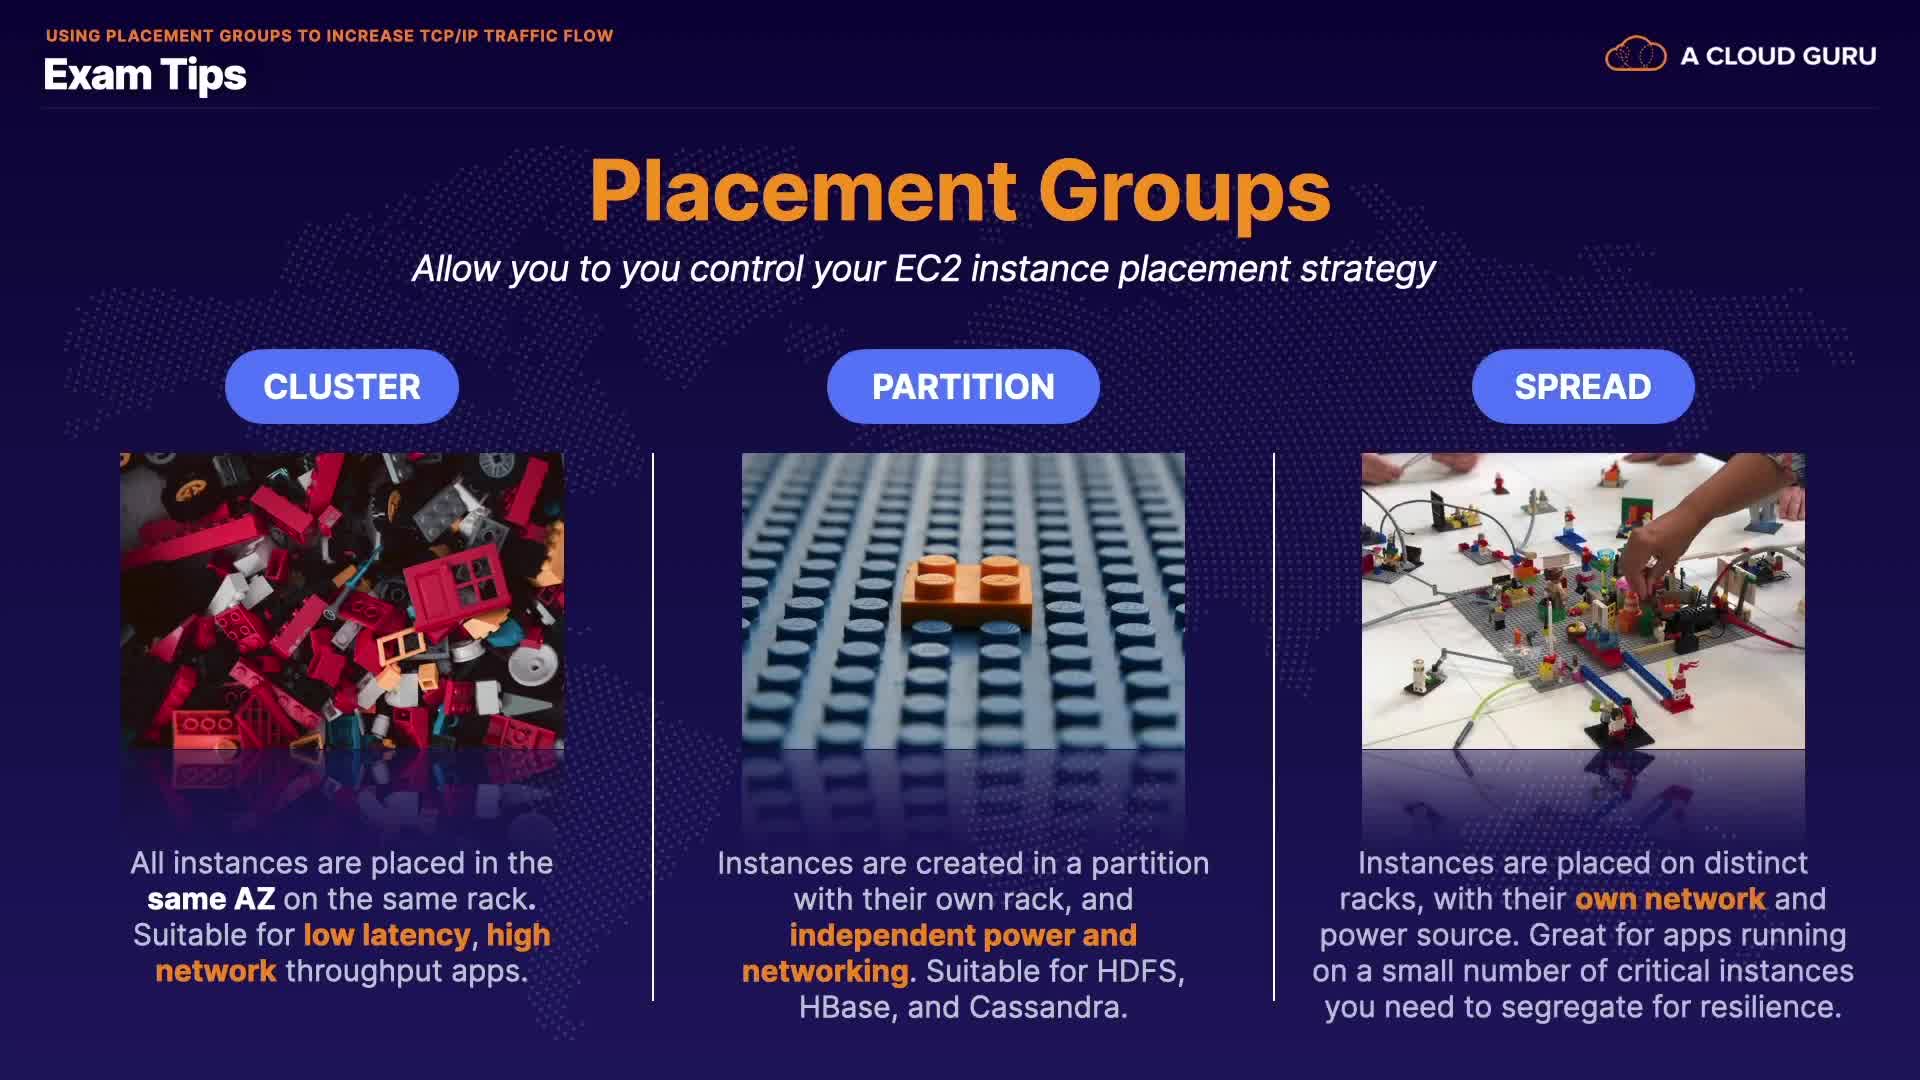 USING PLACEMENT GROUPS TO INCREASE TCP/IP TRAFFIC FLOW
Exam Tips
A CLOUD GURU
Placement Groups
Allow you to you control your EC2 instance placement strategy
CLUSTER
All instances are placed in the
same AZ on the same rack.
Suitable for low latency, high
network throughput apps.
PARTITION
Instances are created in a partition
with their own rack, and
independent power and
networking. Suitable for HDFS,
HBase, and Cassandra.
SPREAD
Instances are placed on distinct
racks, with their own network and
power source. Great for apps running
on a small number of critical instances
you need to segregate for resilience.